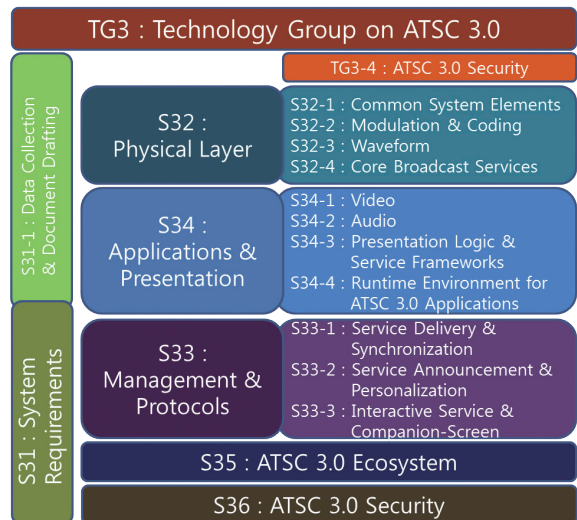 TG3 : Technology Group on ATSC 3.0
TG3-4 : ATSC 3.0 Security
S31-1 : Data Collection
& Document Drafting
S32 :
Physical Layer
S32-1 : Common System Elements
S32-2 : Modulation & Coding
S32-3 : Waveform
S32-4 : Core Broadcast Services
S34 :
Applications &
Presentation
S34-1 : Video
S34-2 : Audio
S34-3 : Presentation Logic &
Service Frameworks
S34-4 : Runtime Environment for
ATSC 3.0 Applications
S31 : System
Requirements
S33 :
Management &
Protocols
S33-1 : Service Delivery &
Synchronization
S33-2 : Service Announcement &
Personalization
S33-3 : Interactive Service &
Companion-Screen
S35 : ATSC 3.0 Ecosystem
S36 : ATSC 3.0 Security